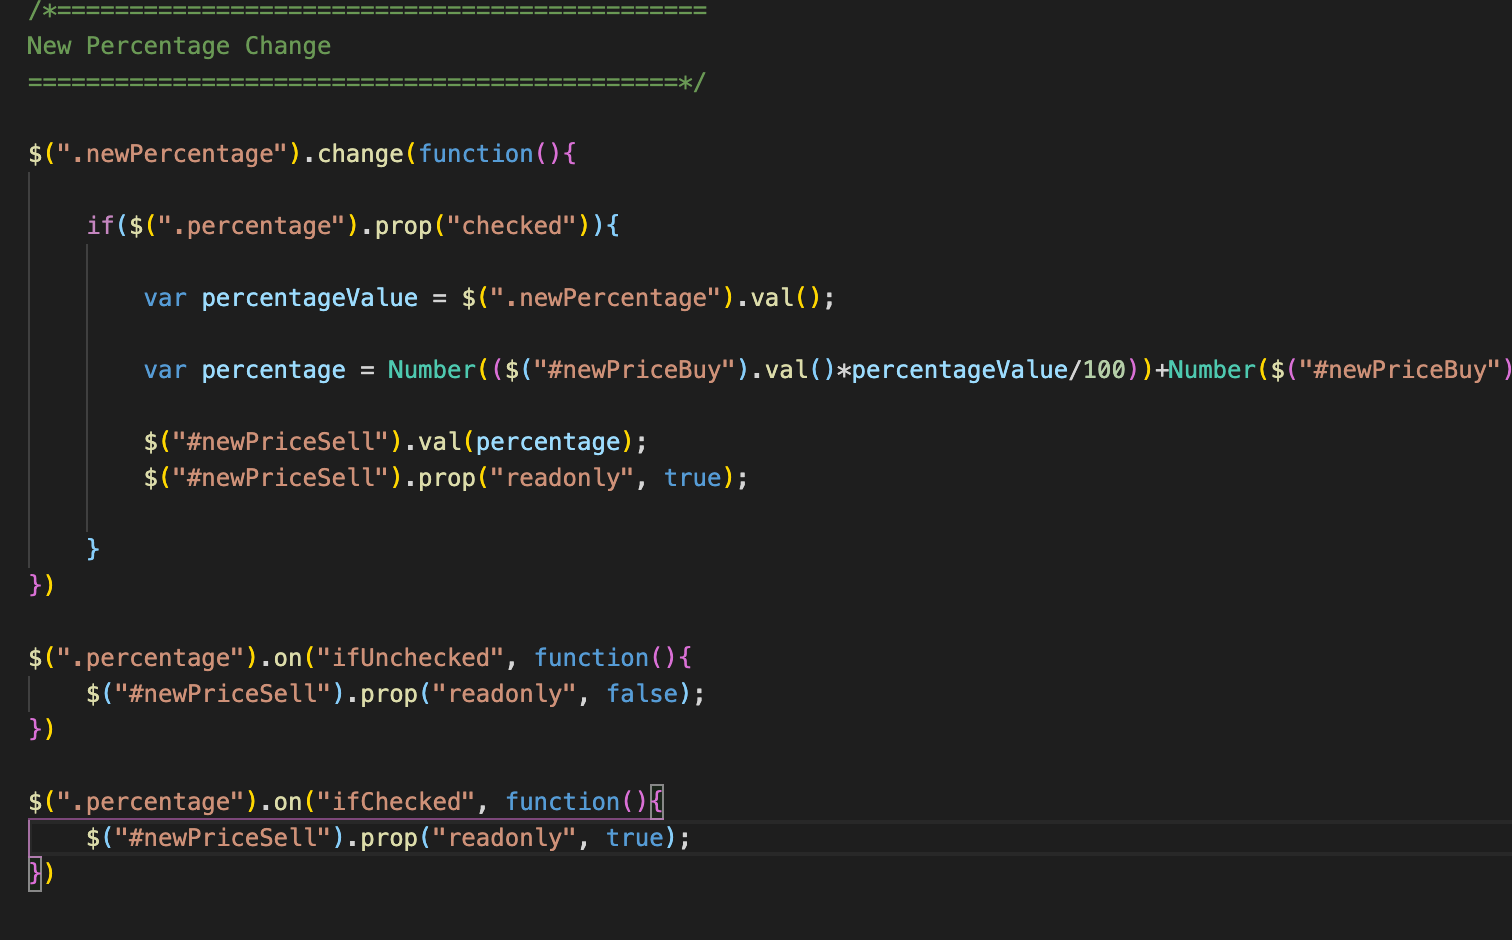 /*=============================================
New Percentage Change
=============================================*/
$(".newPercentage").change(function(){
if($(".percentage").prop("checked")){
var percentageValue = $(".newPercentage").val();
var percentage = Number(($("#newPriceBuy").val()*percentageValue/100))+Number($("#newPriceBuy")
$("#newPriceSell").val(percentage);
$("#newPriceSell").prop("readonly", true);
}
})
$(".percentage").on("ifUnchecked", function(){
$("#newPriceSell").prop("readonly", false);
})
$(".percentage").on("ifChecked", function(){
$("#newPriceSell").prop("readonly", true);
})